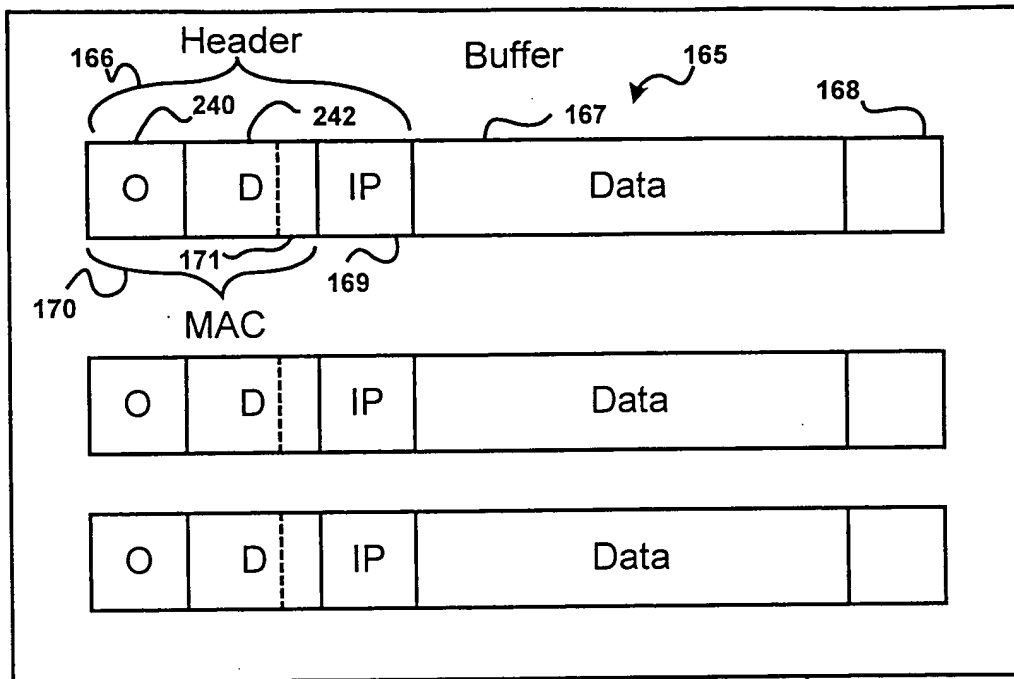 Header
Buffer
166
240
242
165
167
168
O D IP Data
171
169
170
MAC
O D IP Data
O D IP Data